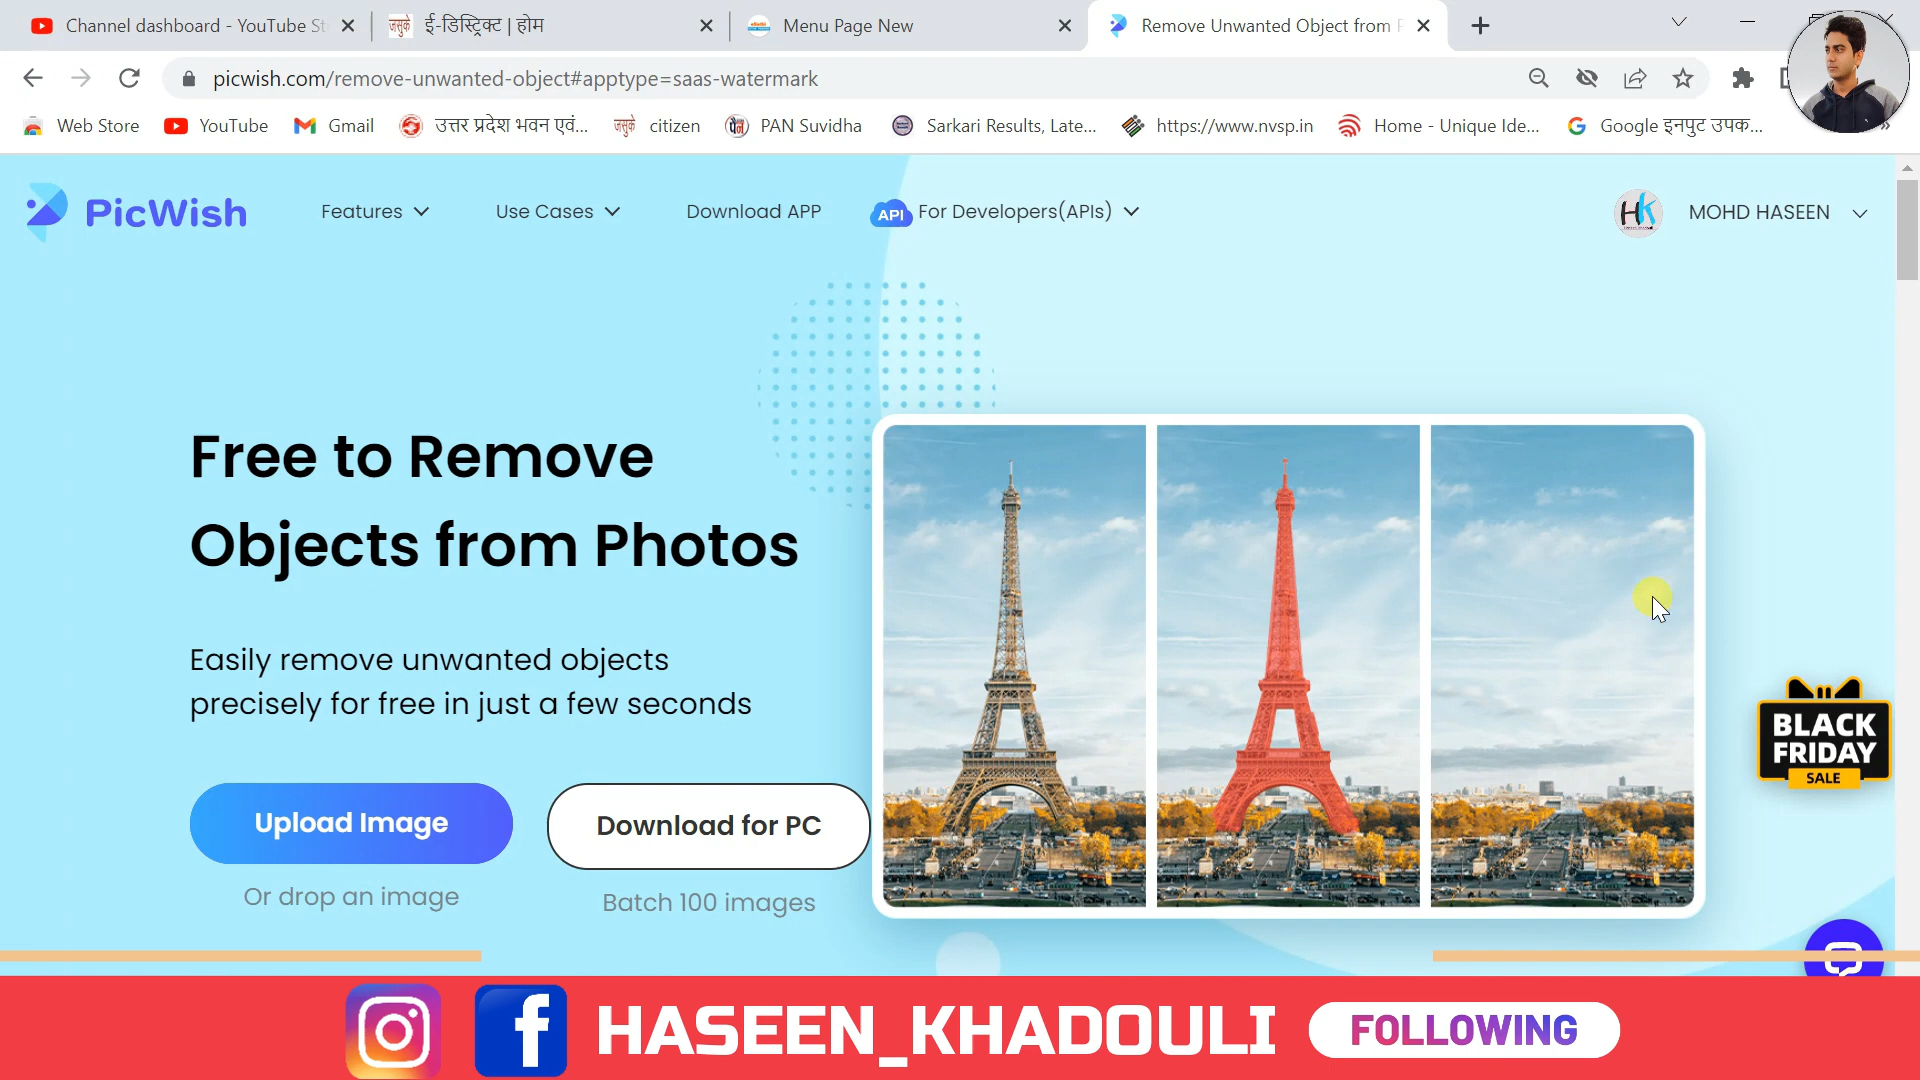 Channel dashboard - YouTube St
ई-डिस्ट्रिक्ट | होम
Menu Page New
Remove Unwanted Object from P
picwish.com/remove-unwanted-object#apptype=saas-watermark
Web Store
YouTube
Gmail
उत्तर प्रदेश भवन एवं...
जसुके
citizen
PAN Suvidha
Sarkari Results, Late...
https://www.nvsp.in
Home - Unique Ide...
Google इनपुट उपक...
PicWish
Features
Use Cases
Download APP
API
For Developers(APIs)
HK
MOHD HASEEN
Free to Remove
Objects from Photos
Easily remove unwanted objects
precisely for free in just a few seconds
Upload Image
Download for PC
Or drop an image
Batch 100 images
BLACK
FRIDAY
SALE
HASEEN_KHADOULI
FOLLOWING